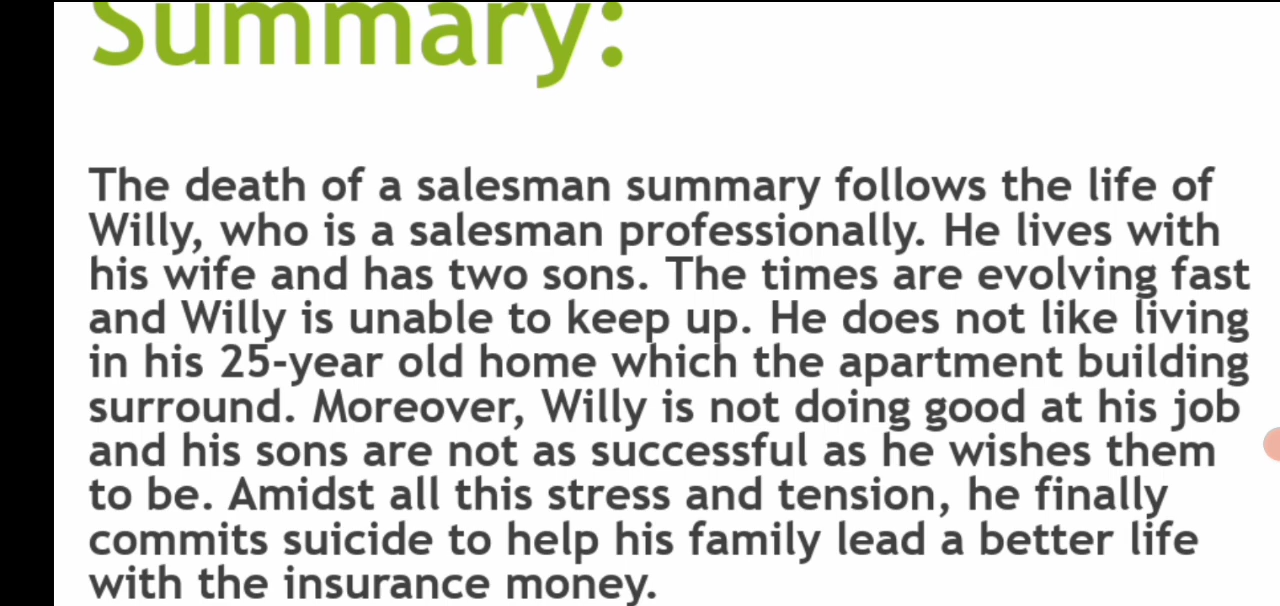 Summary:
The death of a salesman summary follows the life of
Willy, who is a salesman professionally. He lives with
his wife and has two sons. The times are evolving fast
and Willy is unable to keep up. He does not like living
in his 25-year old home which the apartment building
surround. Moreover, Willy is not doing good at his job
and his sons are not as successful as he wishes them
to be. Amidst all this stress and tension, he finally
commits suicide to help his family lead a better life
with the insurance money.